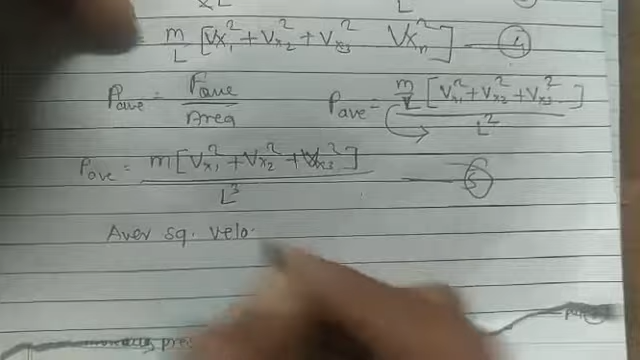 L
= m/L [Vx₁² + Vx₂² + Vx₃² Vxₙ²] — 4
Pave = Fave/Area Pave = m/L [Vx₁² + Vx₂² + Vx₃²]/L²
Pave = m[Vx₁² + Vx₂² + Vx₃²]/L³ — 5
Aver sq. velo.